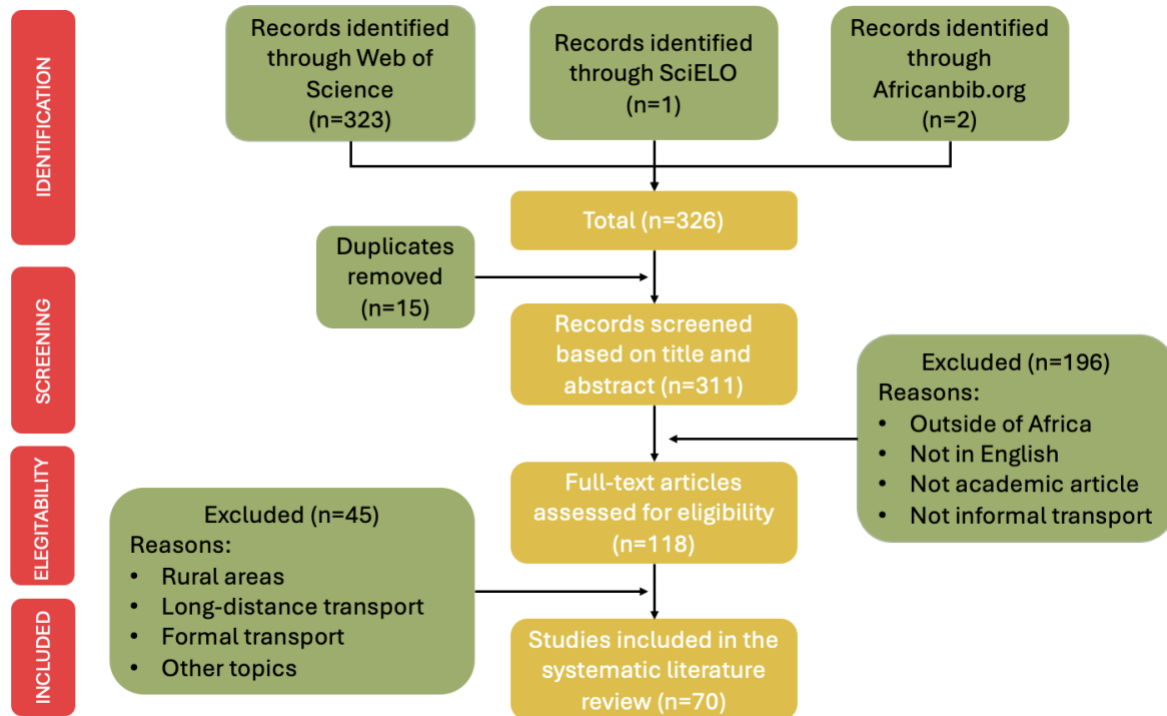 IDENTIFICATION
Records identified
through Web of
Science
(n=323)
Records identified
through SciELO
(n=1)
Records identified
through
Africanbib.org
(n=2)
Total (n=326)
Duplicates
removed
(n=15)
SCREENING
Records screened
based on title and
abstract (n=311)
Excluded (n=196)
Reasons:
• Outside of Africa
• Not in English
• Not academic article
• Not informal transport
ELEGITABILITY
Full-text articles
assessed for eligibility
(n=118)
Excluded (n=45)
Reasons:
• Rural areas
• Long-distance transport
• Formal transport
• Other topics
INCLUDED
Studies included in the
systematic literature
review (n=70)